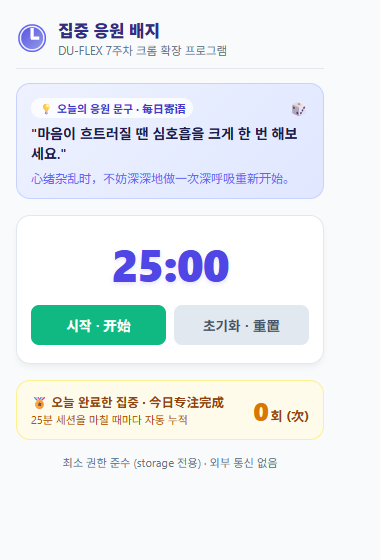 집중 응원 배지
DU-FLEX 7주차 크롬 확장 프로그램
오늘의 응원 문구 · 每日寄语
"마음이 흐트러질 땐 심호흡을 크게 한 번 해보
세요."
心绪杂乱时，不妨深深地做一次深呼吸重新开始。
25:00
시작 · 开始
초기화 · 重置
오늘 완료한 집중 · 今日专注完成
25분 세션을 마칠 때마다 자동 누적
0회 (次)
최소 권한 준수 (storage 전용) · 외부 통신 없음